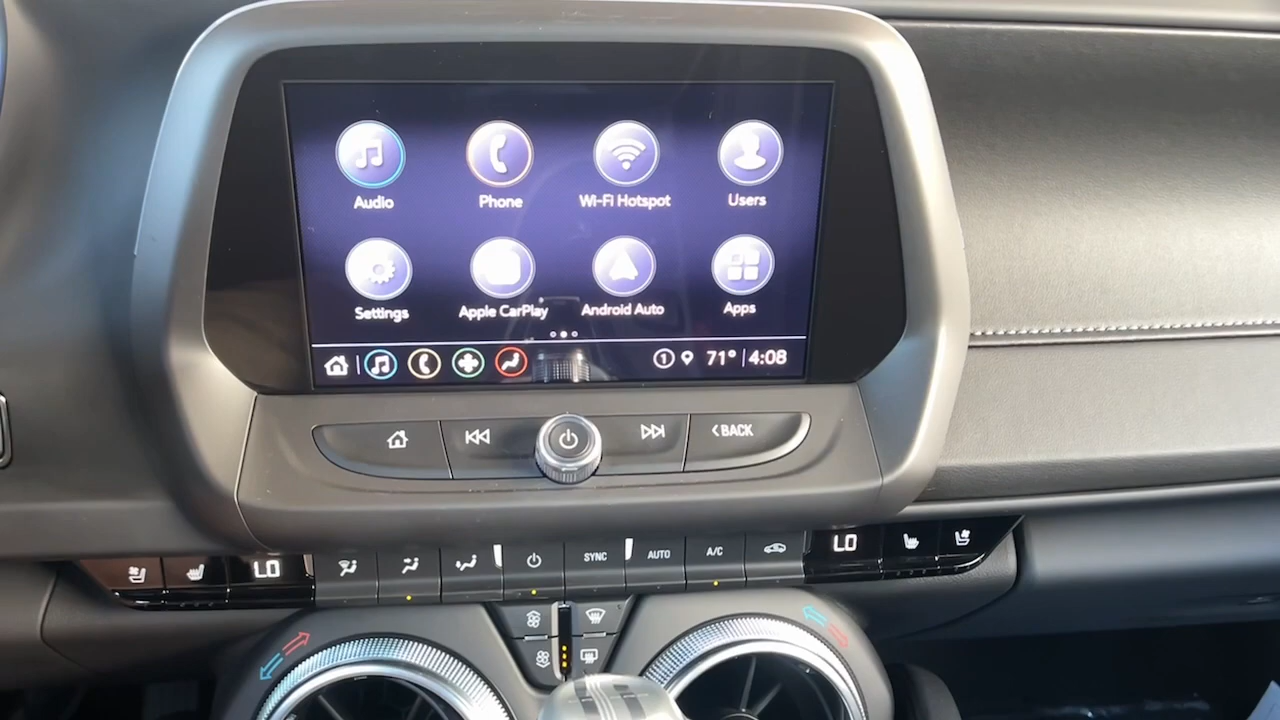 Audio Phone Wi-Fi Hotspot Users
Settings Apple CarPlay Android Auto Apps
1 71° 4:08
BACK
LO SYNC AUTO A/C LO